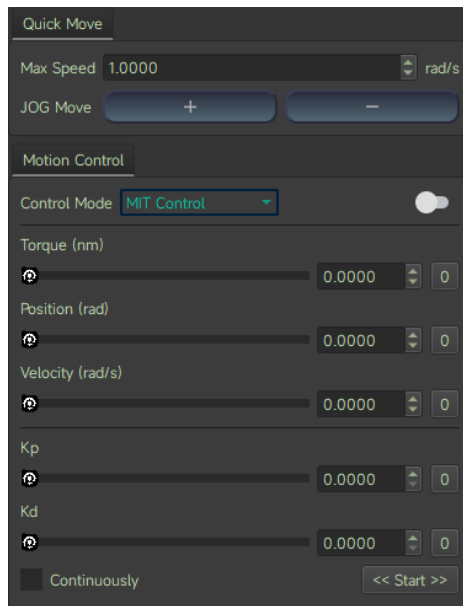 Quick Move
Max Speed 1.0000 rad/s
JOG Move + −
Motion Control
Control Mode MIT Control
Torque (nm)
0.0000 0
Position (rad)
0.0000 0
Velocity (rad/s)
0.0000 0
Kp
0.0000 0
Kd
0.0000 0
Continuously << Start >>